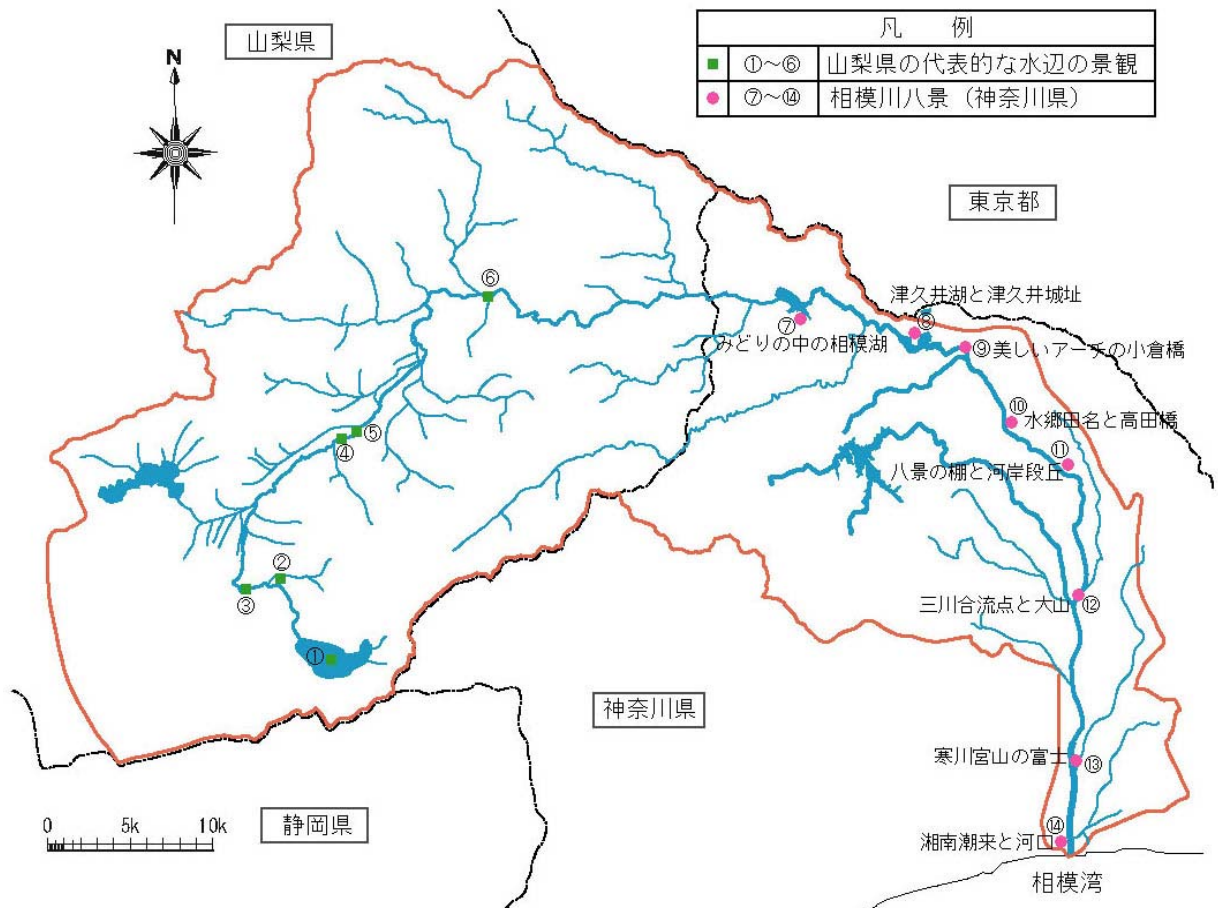 山梨県
凡 例
①～⑥ 山梨県の代表的な水辺の景観
⑦～⑭ 相模川八景（神奈川県）
N
東京都
⑥
津久井湖と津久井城址
⑦
⑧
みどりの中の相模湖
⑨美しいアーチの小倉橋
⑩
水郷田名と高田橋
⑤
④
⑪
八景の棚と河岸段丘
②
③
三川合流点と大山
⑫
①
神奈川県
寒川宮山の富士
⑬
0 5k 10k
静岡県
⑭
湘南潮来と河口
相模湾